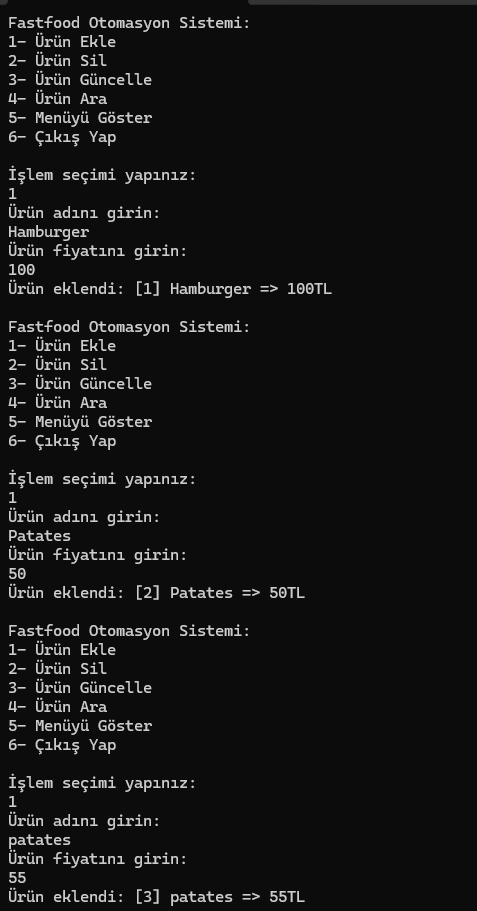 Fastfood Otomasyon Sistemi:
1- Ürün Ekle
2- Ürün Sil
3- Ürün Güncelle
4- Ürün Ara
5- Menüyü Göster
6- Çıkış Yap
İşlem seçimi yapınız:
1
Ürün adını girin:
Hamburger
Ürün fiyatını girin:
100
Ürün eklendi: [1] Hamburger => 100TL
Fastfood Otomasyon Sistemi:
1- Ürün Ekle
2- Ürün Sil
3- Ürün Güncelle
4- Ürün Ara
5- Menüyü Göster
6- Çıkış Yap
İşlem seçimi yapınız:
1
Ürün adını girin:
Patates
Ürün fiyatını girin:
50
Ürün eklendi: [2] Patates => 50TL
Fastfood Otomasyon Sistemi:
1- Ürün Ekle
2- Ürün Sil
3- Ürün Güncelle
4- Ürün Ara
5- Menüyü Göster
6- Çıkış Yap
İşlem seçimi yapınız:
1
Ürün adını girin:
patates
Ürün fiyatını girin:
55
Ürün eklendi: [3] patates => 55TL